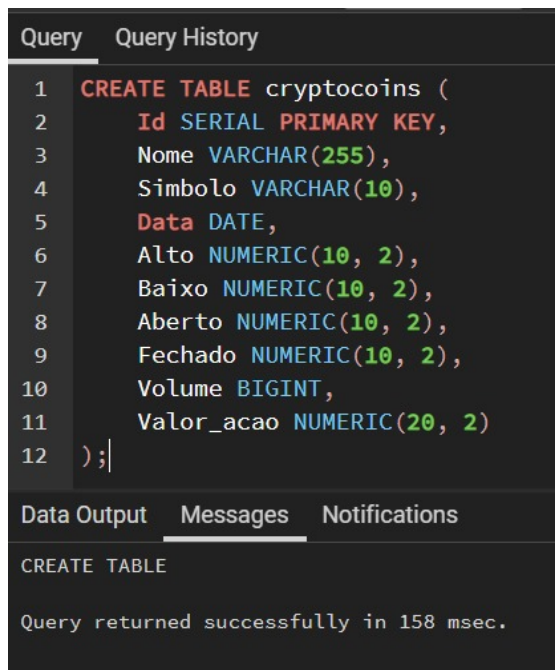 Query Query History
1 CREATE TABLE cryptocoins (
2 Id SERIAL PRIMARY KEY,
3 Nome VARCHAR(255),
4 Simbolo VARCHAR(10),
5 Data DATE,
6 Alto NUMERIC(10, 2),
7 Baixo NUMERIC(10, 2),
8 Aberto NUMERIC(10, 2),
9 Fechado NUMERIC(10, 2),
10 Volume BIGINT,
11 Valor_acao NUMERIC(20, 2)
12 );
Data Output Messages Notifications
CREATE TABLE
Query returned successfully in 158 msec.